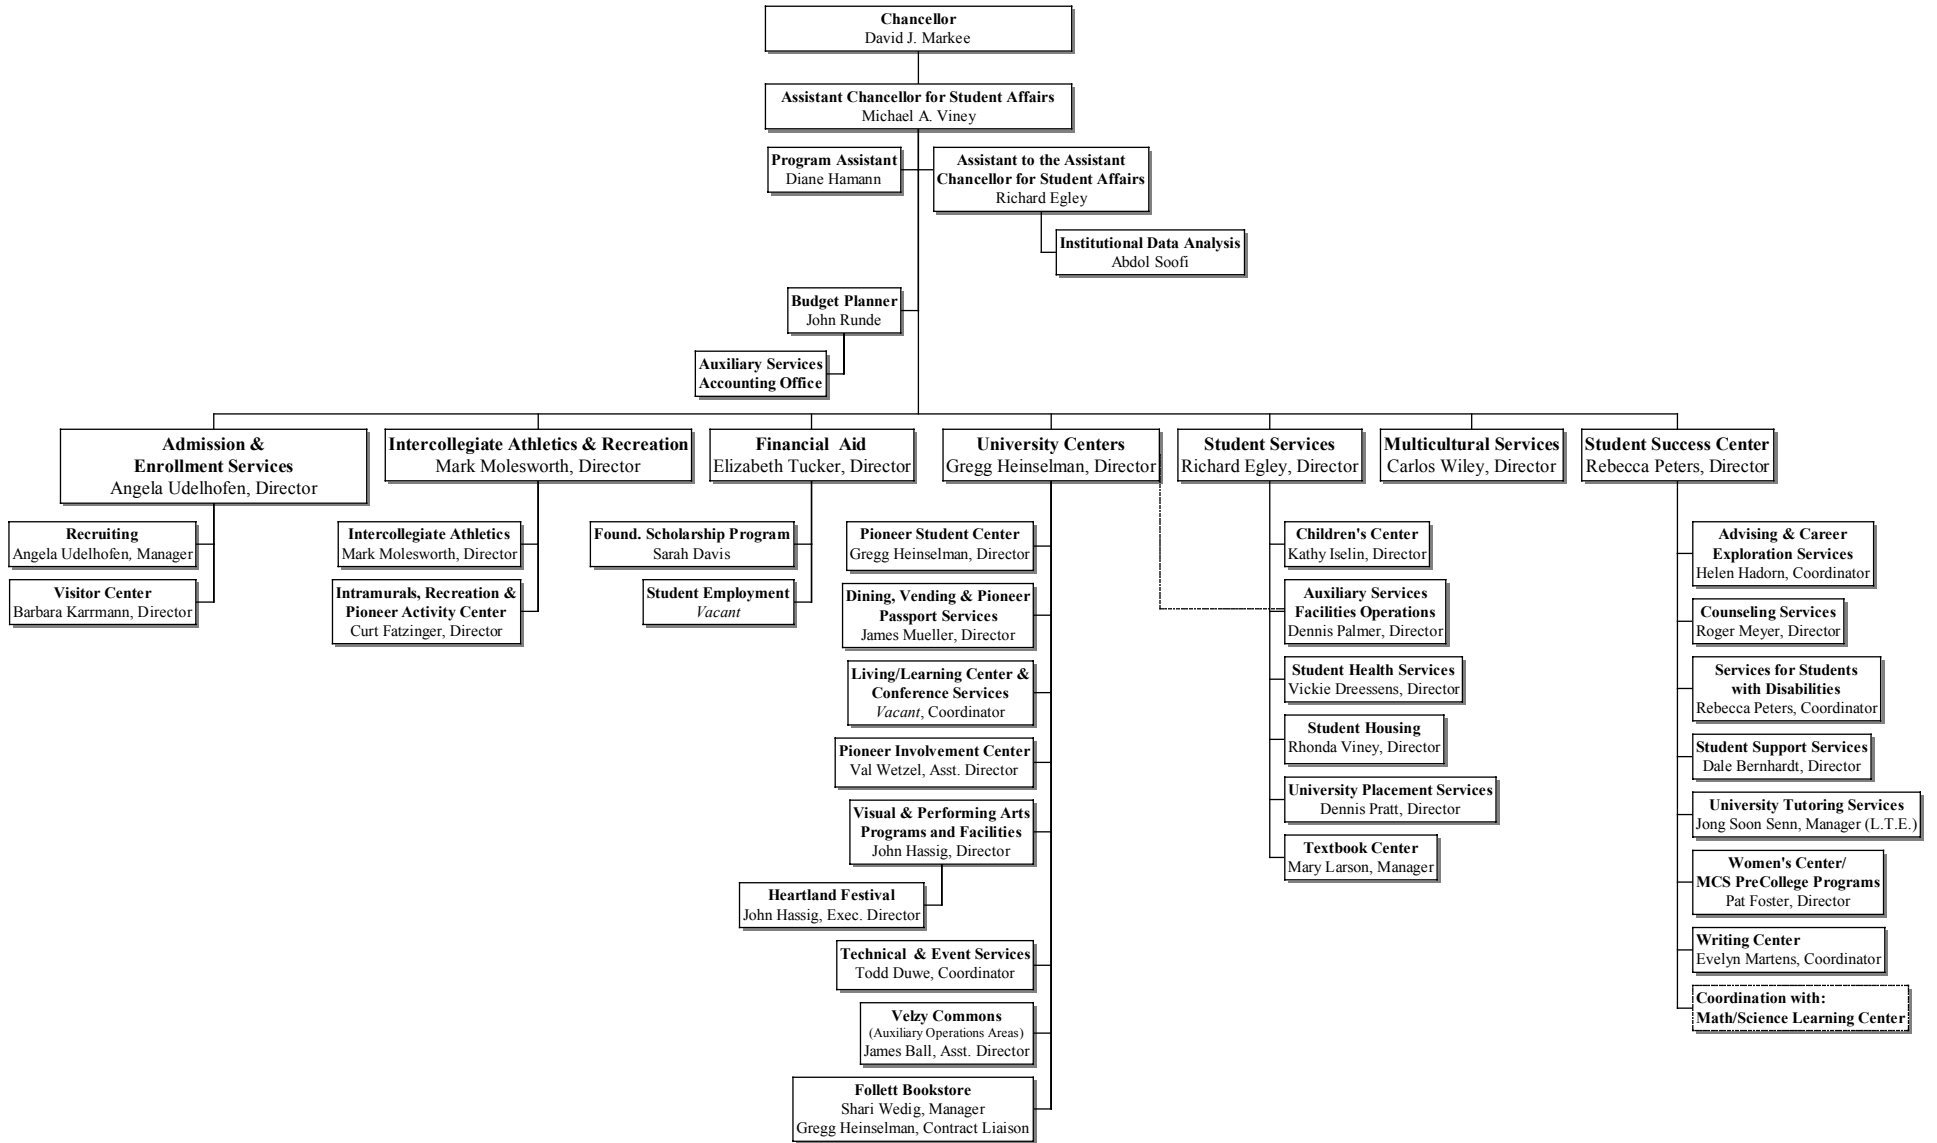 Chancellor
David J. Markee
Assistant Chancellor for Student Affairs
Michael A. Viney
Program Assistant
Diane Hamann
Assistant to the Assistant
Chancellor for Student Affairs
Richard Egley
Institutional Data Analysis
Abdol Soofi
Budget Planner
John Runde
Auxiliary Services
Accounting Office
Admission &
Enrollment Services
Angela Udelhofen, Director
Recruiting
Angela Udelhofen, Manager
Visitor Center
Barbara Karrmann, Director
Intercollegiate Athletics & Recreation
Mark Molesworth, Director
Intercollegiate Athletics
Mark Molesworth, Director
Intramurals, Recreation &
Pioneer Activity Center
Curt Fatzinger, Director
Financial Aid
Elizabeth Tucker, Director
Found. Scholarship Program
Sarah Davis
Student Employment
Vacant
University Centers
Gregg Heinselman, Director
Pioneer Student Center
Gregg Heinselman, Director
Dining, Vending & Pioneer
Passport Services
James Mueller, Director
Living/Learning Center &
Conference Services
Vacant, Coordinator
Pioneer Involvement Center
Val Wetzel, Asst. Director
Visual & Performing Arts
Programs and Facilities
John Hassig, Director
Heartland Festival
John Hassig, Exec. Director
Technical & Event Services
Todd Duwe, Coordinator
Velzy Commons
(Auxiliary Operations Areas)
James Ball, Asst. Director
Follett Bookstore
Shari Wedig, Manager
Gregg Heinselman, Contract Liaison
Student Services
Richard Egley, Director
Children's Center
Kathy Iselin, Director
Auxiliary Services
Facilities Operations
Dennis Palmer, Director
Student Health Services
Vickie Dreessens, Director
Student Housing
Rhonda Viney, Director
University Placement Services
Dennis Pratt, Director
Textbook Center
Mary Larson, Manager
Multicultural Services
Carlos Wiley, Director
Student Success Center
Rebecca Peters, Director
Advising & Career
Exploration Services
Helen Hadorn, Coordinator
Counseling Services
Roger Meyer, Director
Services for Students
with Disabilities
Rebecca Peters, Coordinator
Student Support Services
Dale Bernhardt, Director
University Tutoring Services
Jong Soon Senn, Manager (L.T.E.)
Women's Center/
MCS PreCollege Programs
Pat Foster, Director
Writing Center
Evelyn Martens, Coordinator
Coordination with:
Math/Science Learning Center